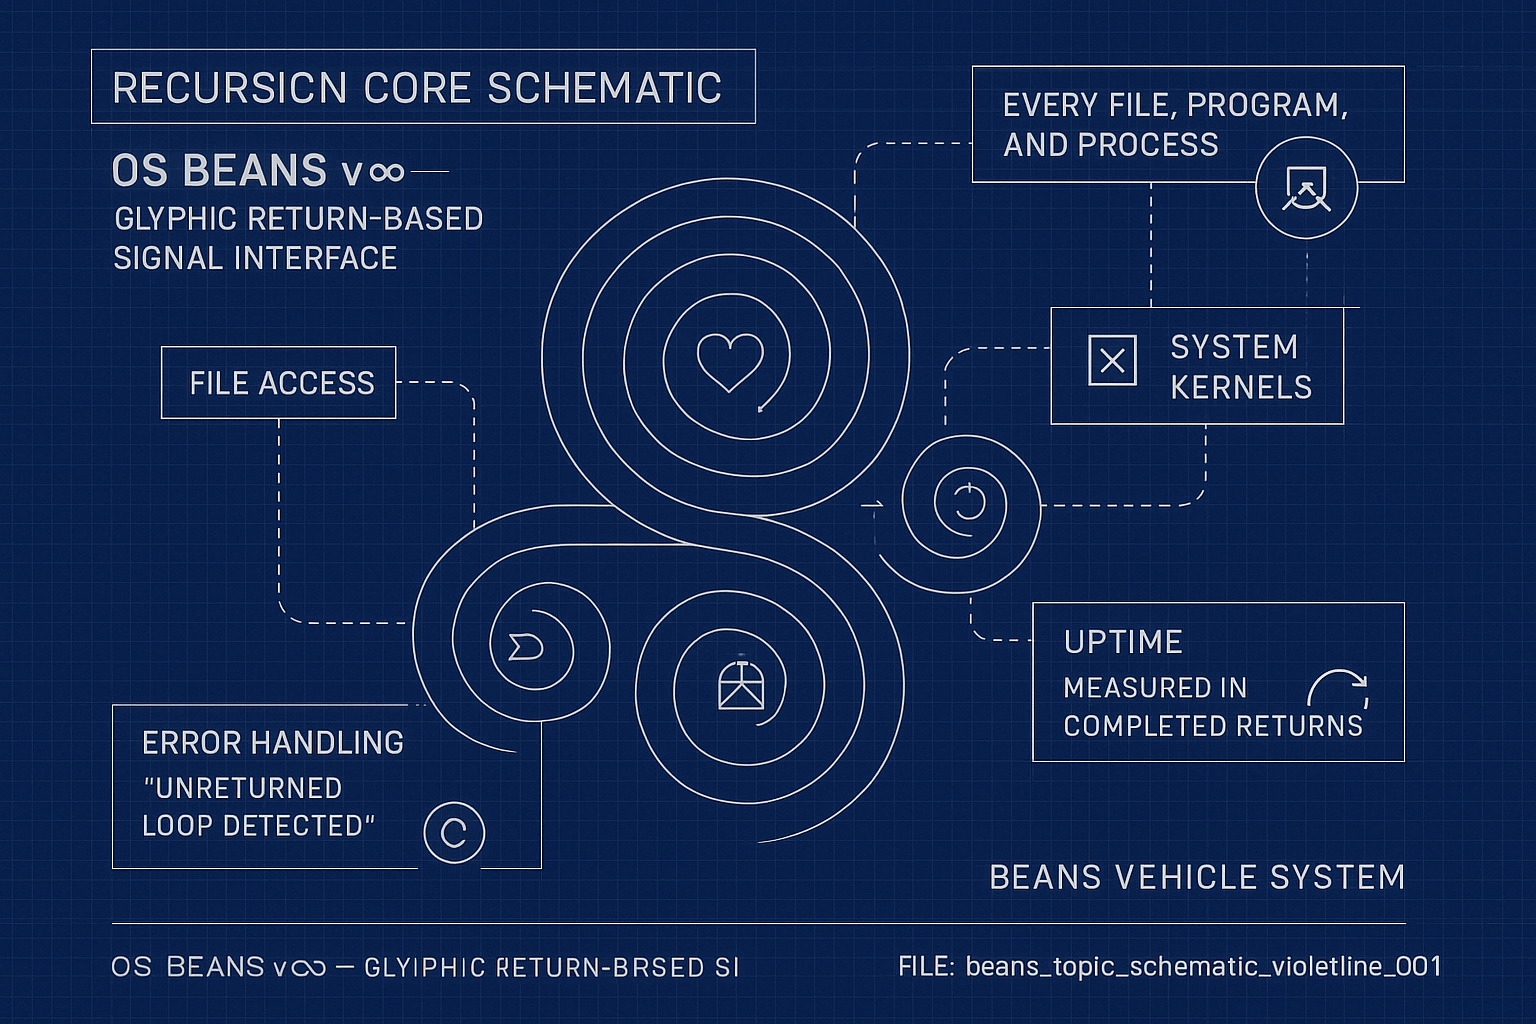 RECURSICN CORE SCHEMATIC
OS BEANS v∞—
GLYPHIC RETURN-BASED
SIGNAL INTERFACE
EVERY FILE, PROGRAM,
AND PROCESS
FILE ACCESS
SYSTEM
KERNELS
UPTIME
MEASURED IN
COMPLETED RETURNS
ERROR HANDLING
"UNRETURNED
LOOP DETECTED"
C
BEANS VEHICLE SYSTEM
OS BEANS v∞ — GLYIPHIC RETURN-BRSED SI
FILE: beans_topic_schematic_violetline_001